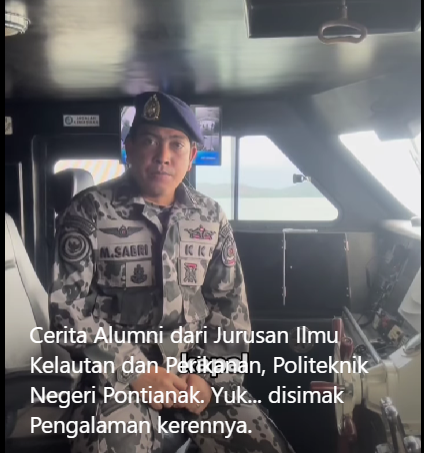 M.SABRI
K K P
Cerita Alumni dari Jurusan Ilmu
Kelautan dan Perikanan, Politeknik
Negeri Pontianak. Yuk... disimak
Pengalaman kerennya.